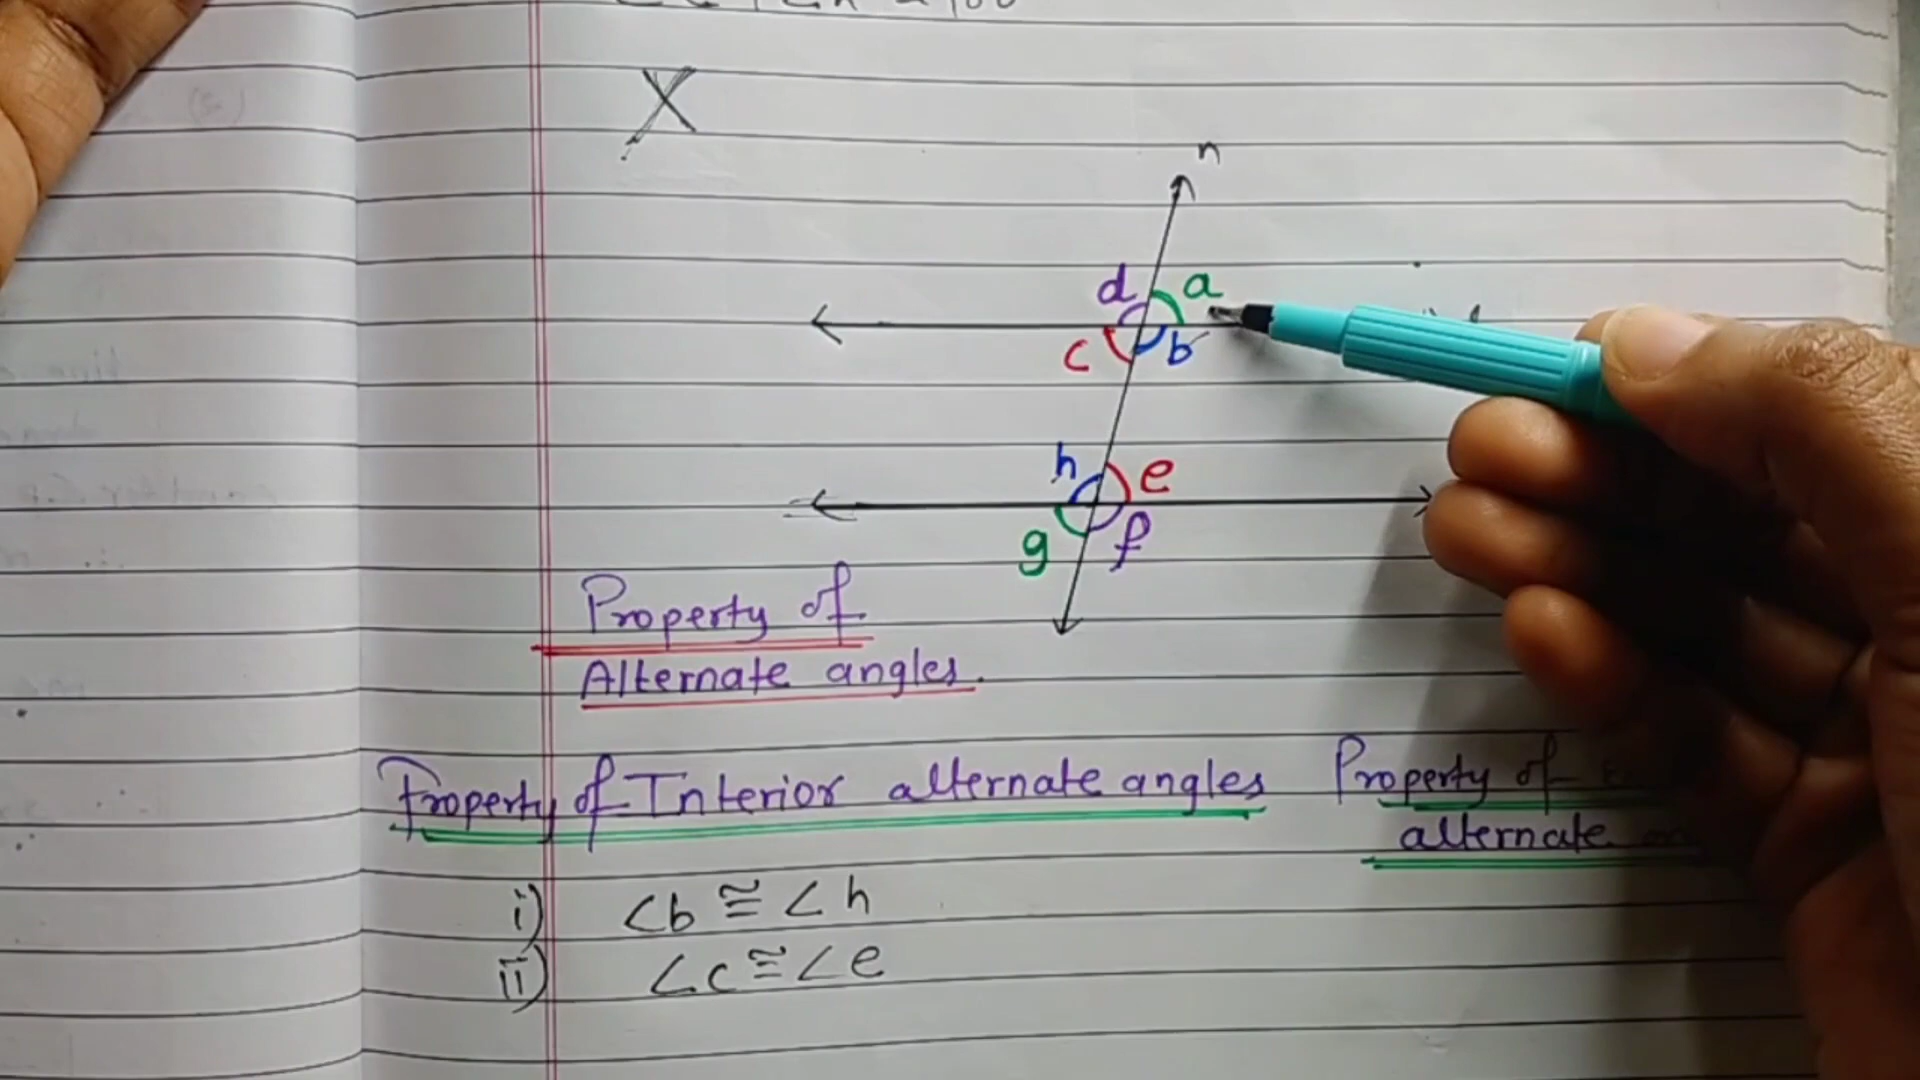 X
n
d a
c b
h e
g f
Property of
Alternate angles.
Property of Interior alternate angles Property of
alternate
i) ∠b ≅ ∠h
ii) ∠c ≅ ∠e